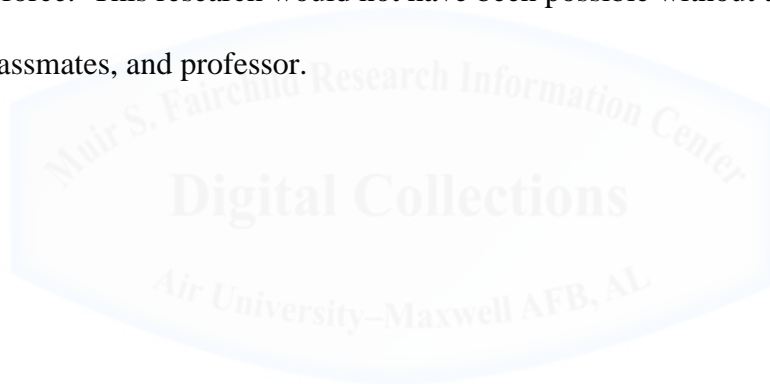 This research would not have been possible without
assmates, and professor.
Muir S. Fairchild Research Information Center
Digital Collections
Air University–Maxwell AFB, AL